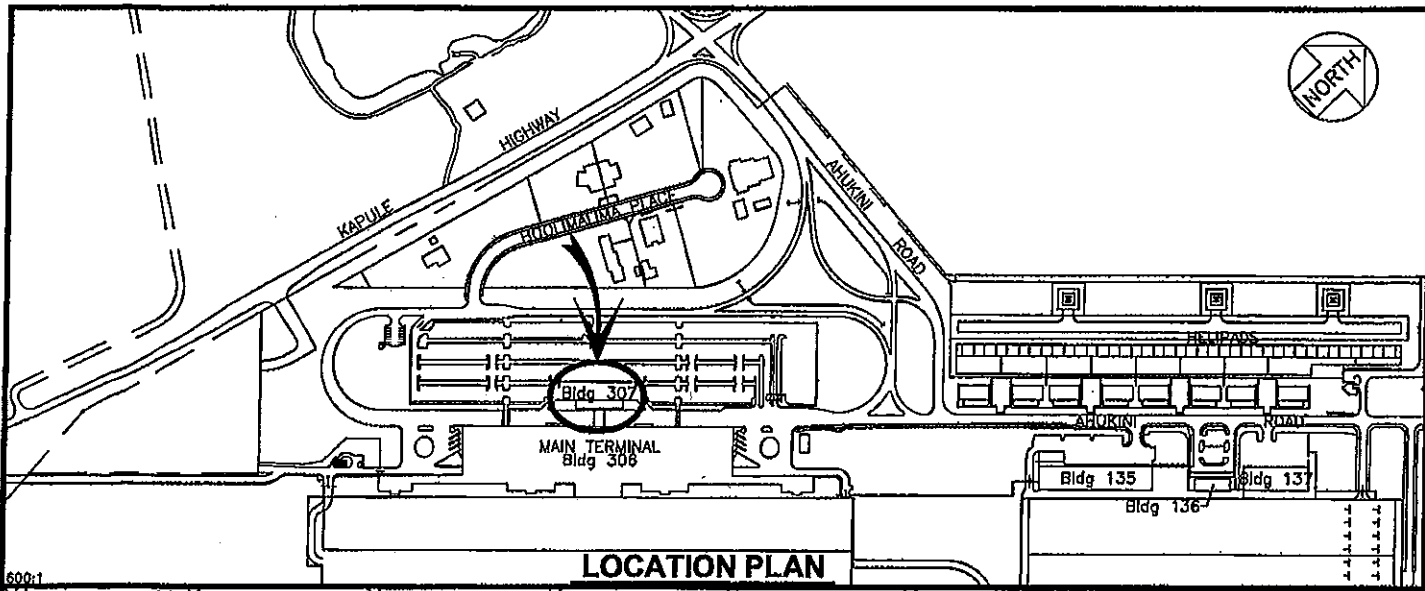 NORTH
HIGHWAY
KAPULE
HOOLIMALIMA PLACE
AHUKINI
ROAD
HELIPADS
Bldg 307
AHUKINI ROAD
MAIN TERMINAL
Bldg 306
Bldg 135
Bldg 137
Bldg 136
LOCATION PLAN
600:1